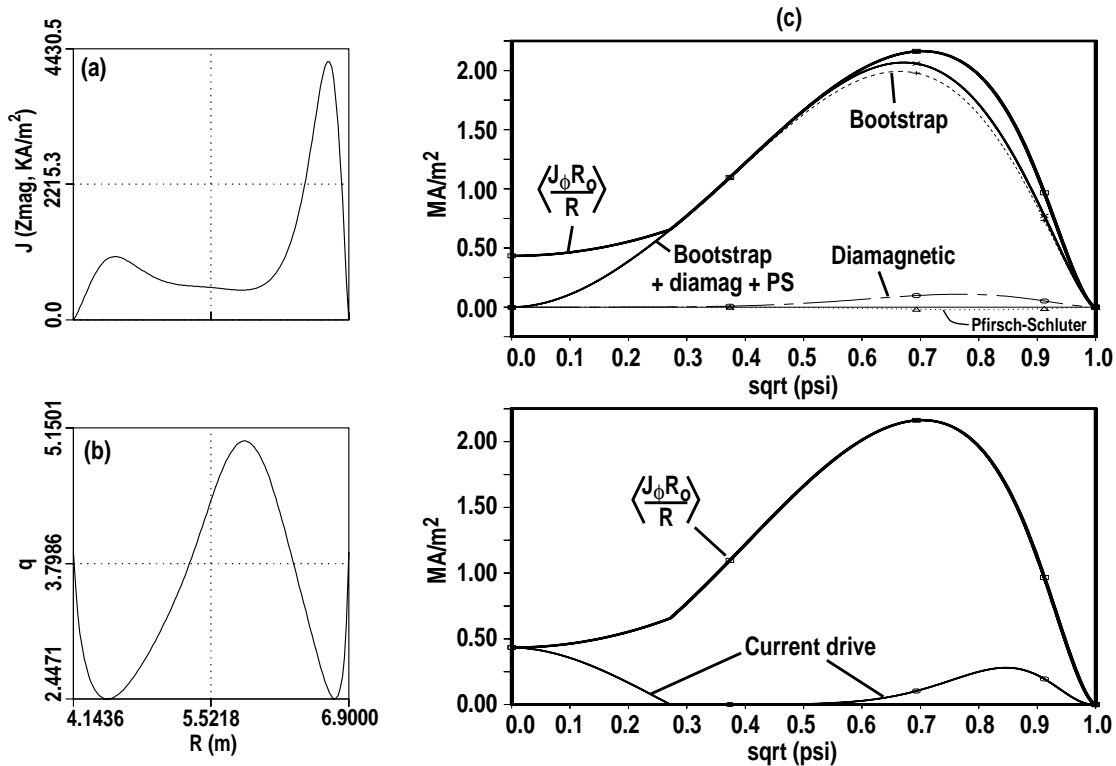 (a)
4430.5
2215.3
0.0
J (Zmag, KA/m²)
(b)
5.1501
3.7986
2.4471
q
4.1436
5.5218
6.9000
R (m)
(c)
2.00
1.50
1.00
0.50
0.00
MA/m²
⟨JϕRo/R⟩
Bootstrap
Bootstrap
+ diamag + PS
Diamagnetic
Pfirsch-Schluter
0.0 0.1 0.2 0.3 0.4 0.5 0.6 0.7 0.8 0.9 1.0
sqrt (psi)
2.00
1.50
1.00
0.50
0.00
MA/m²
⟨JϕRo/R⟩
Current drive
0.0 0.1 0.2 0.3 0.4 0.5 0.6 0.7 0.8 0.9 1.0
sqrt (psi)